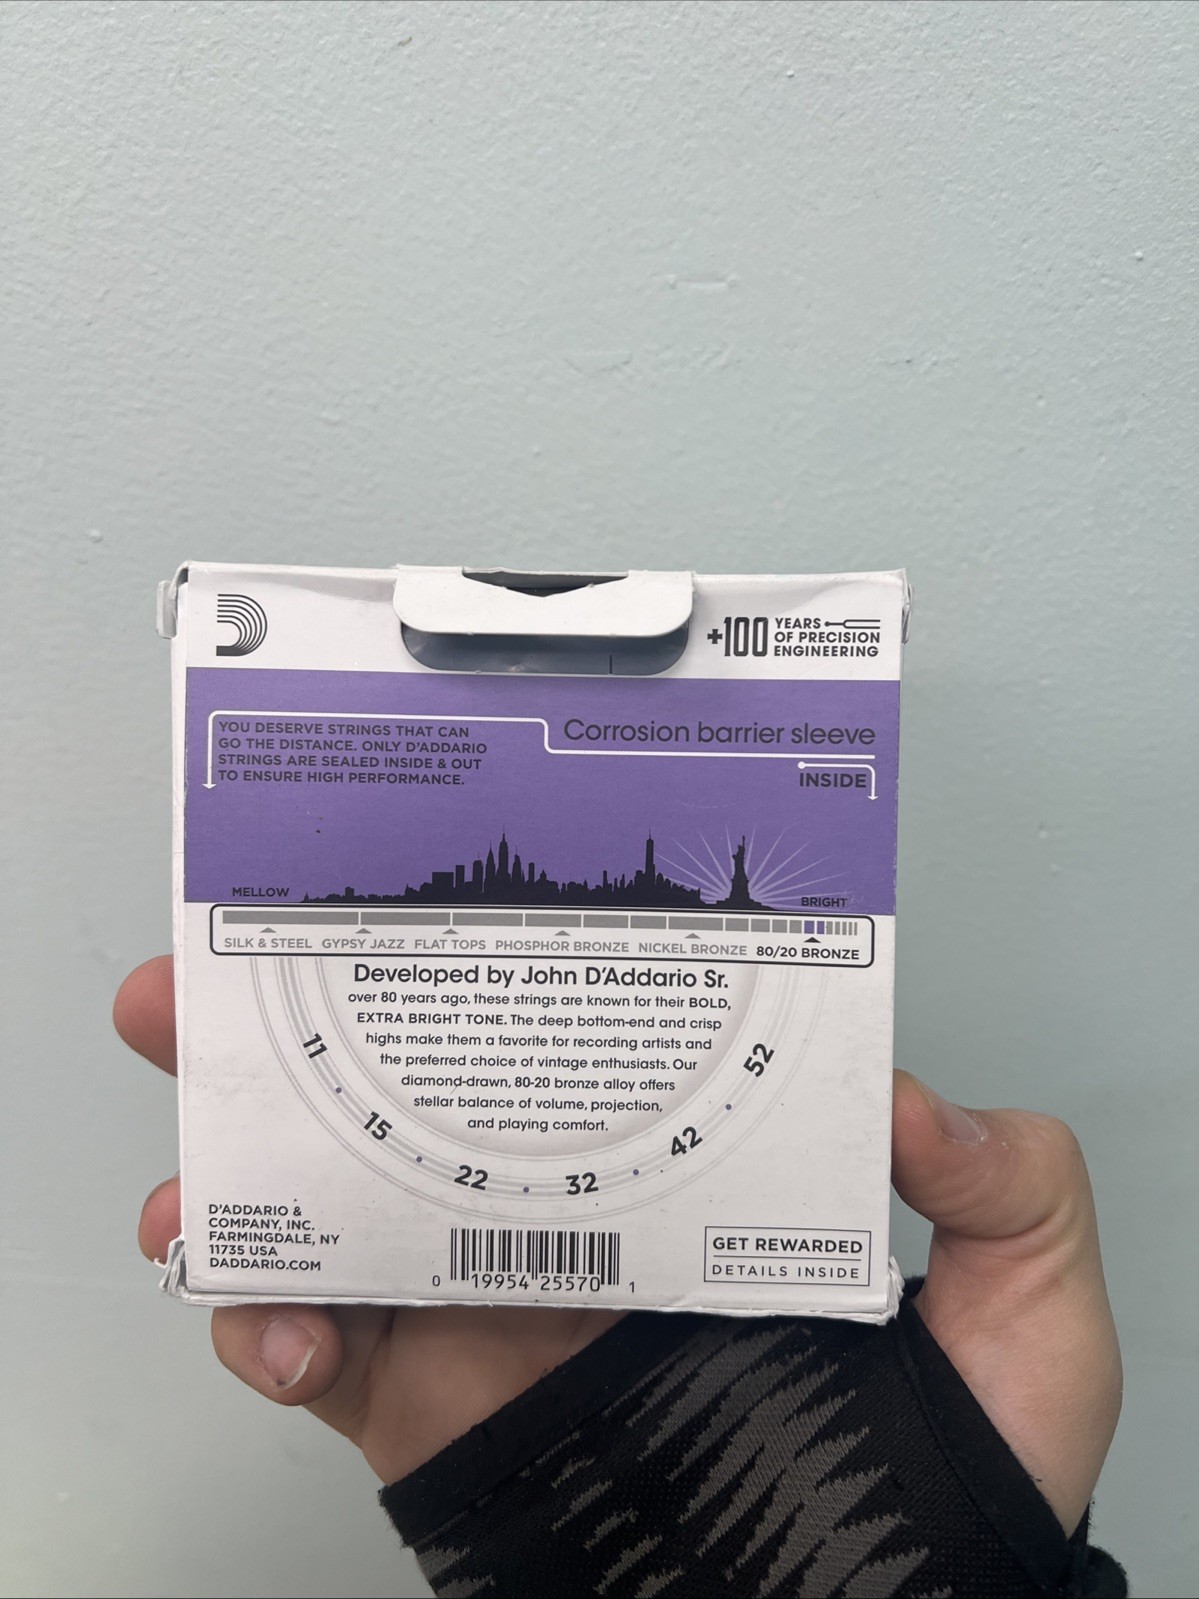 +100 YEARS
OF PRECISION
ENGINEERING
YOU DESERVE STRINGS THAT CAN
GO THE DISTANCE. ONLY D'ADDARIO
STRINGS ARE SEALED INSIDE & OUT
TO ENSURE HIGH PERFORMANCE.
Corrosion barrier sleeve
INSIDE
MELLOW
BRIGHT
SILK & STEEL GYPSY JAZZ FLAT TOPS PHOSPHOR BRONZE NICKEL BRONZE 80/20 BRONZE
Developed by John D'Addario Sr.
over 80 years ago, these strings are known for their BOLD,
EXTRA BRIGHT TONE. The deep bottom-end and crisp
highs make them a favorite for recording artists and
the preferred choice of vintage enthusiasts. Our
diamond-drawn, 80-20 bronze alloy offers
stellar balance of volume, projection,
and playing comfort.
11 • 15 • 22 • 32 • 42 • 52
D'ADDARIO &
COMPANY, INC.
FARMINGDALE, NY
11735 USA
DADDARIO.COM
0 19954 25570 1
GET REWARDED
DETAILS INSIDE